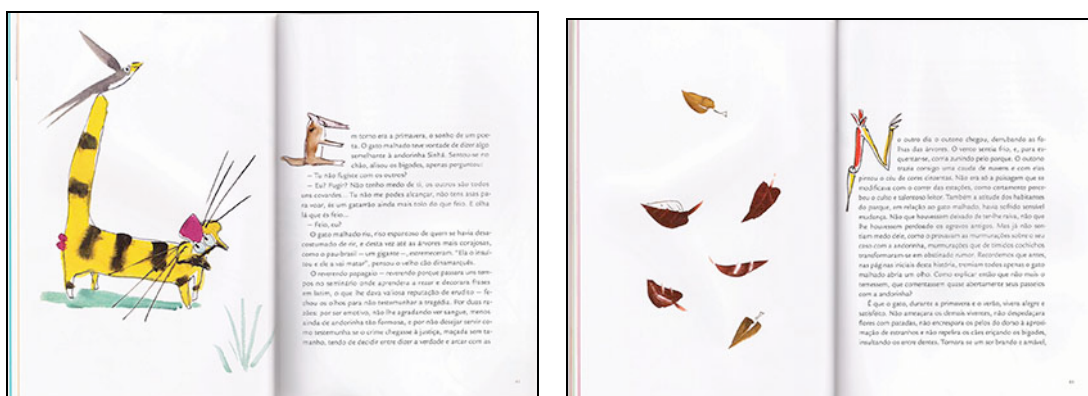 m torno era a primavera, o sonho de um poe-
ta. O gato malhado teve vontade de dizer algo
semelhante à andorinha Sinhá. Sentou-se no
chão, alisou os bigodes, apenas perguntou:
— Tu não fugiste com os outros?
— Eu? Fugir? Não tenho medo de ti, os outros são todos
uns covardes... Tu não me podes alcançar, não tens asas pa-
ra voar, és um gatarrão ainda mais tolo do que feio. E olha
lá que és feio...
— Feio, eu?
O gato malhado riu, riso espantoso de quem se havia desa-
costumado de rir, e desta vez até as árvores mais corajosas,
como o pau-brasil — um gigante —, estremeceram. "Ela o insul-
tou e ele a vai matar", pensou o velho cão dinamarquês.
O reverendo papagaio — reverendo porque passara uns tem-
pos no seminário onde aprendera a rezar e decorara frases
em latim, o que lhe dava valiosa reputação de erudito — fe-
chou os olhos para não testemunhar a tragédia. Por duas ra-
zões: por ser emotivo, não lhe agradando ver sangue, menos
ainda de andorinha tão formosa, e por não desejar servir co-
mo testemunha se o crime chegasse à justiça, maçada sem ta-
manho, tendo de decidir entre dizer a verdade e arcar com as
o outro dia o outono chegou, derrubando as fo-
lhas das árvores. O vento sentia frio, e, para es-
quentar-se, corria zunindo pelo parque. O outono
trazia consigo uma cauda de nuvens e com elas
pintou o céu de cores cinzentas. Não era só a paisagem que se
modificava com o correr das estações, como certamente perce-
beu o culto e talentoso leitor. Também a atitude dos habitantes
do parque, em relação ao gato malhado, havia sofrido sensível
mudança. Não que houvessem deixado de ter-lhe raiva, não que
lhe houvessem perdoado os agravos antigos. Mas já não sen-
tiam medo dele, como o provavam as murmurações sobre o seu
caso com a andorinha, murmurações que de tímidos cochichos
transformaram-se em obstinado rumor. Recordemos que antes,
nas páginas iniciais desta história, tremiam todos apenas o gato
malhado abria um olho. Como explicar então que não mais o
temessem, que comentassem quase abertamente seus passeios
com a andorinha?
É que o gato, durante a primavera e o verão, vivera alegre e
satisfeito. Não ameaçara os demais viventes, não despedaçara
flores com patadas, não encrespara os pelos do dorso à aproxi-
mação de estranhos e não repelira os cães eriçando os bigodes,
insultando-os entre dentes. Tornara-se um ser brando e amável,